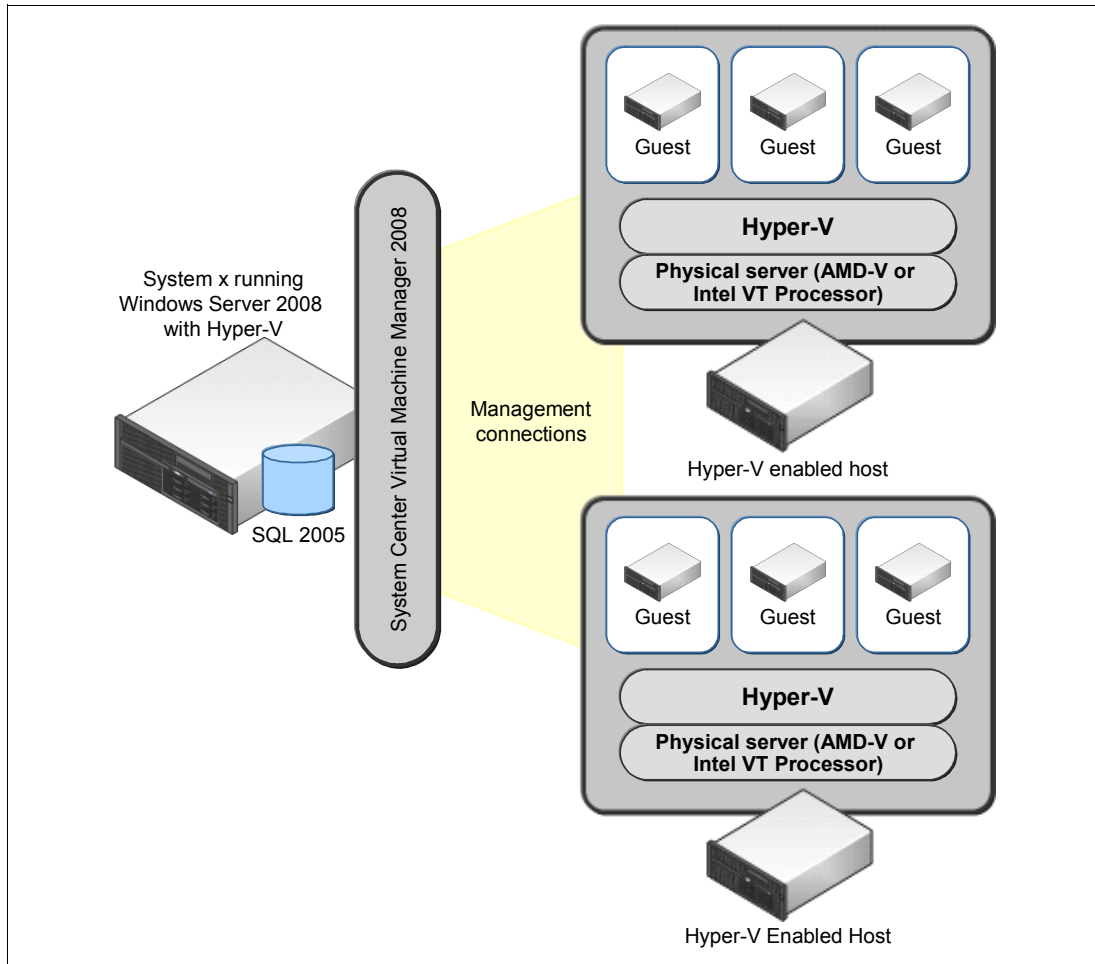 System x running
Windows Server 2008
with Hyper-V
SQL 2005
System Center Virtual Machine Manager 2008
Management
connections
Guest
Guest
Guest
Hyper-V
Physical server (AMD-V or
Intel VT Processor)
Hyper-V enabled host
Guest
Guest
Guest
Hyper-V
Physical server (AMD-V or
Intel VT Processor)
Hyper-V Enabled Host